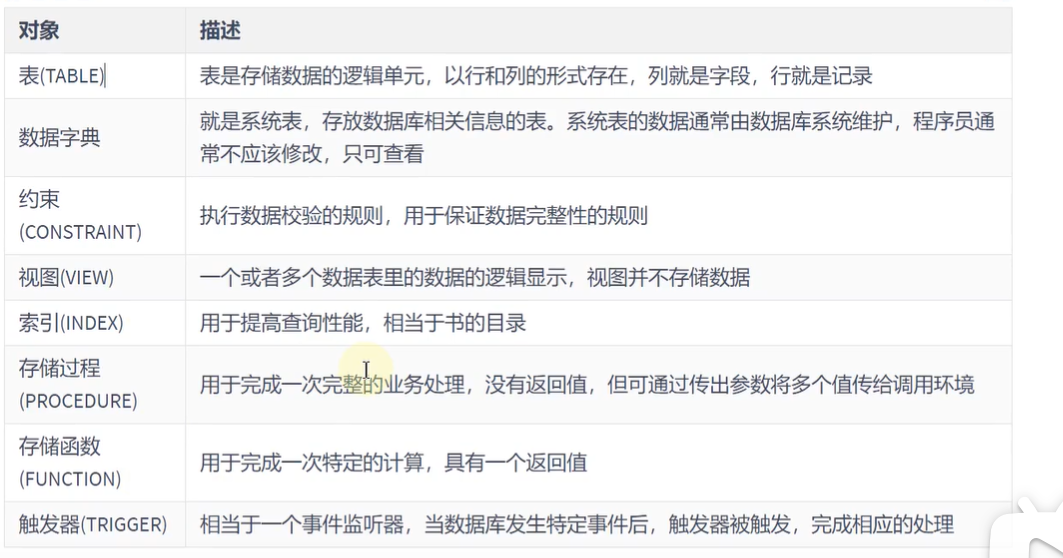 对象
描述
表(TABLE)
表是存储数据的逻辑单元，以行和列的形式存在，列就是字段，行就是记录
数据字典
就是系统表，存放数据库相关信息的表。系统表的数据通常由数据库系统维护，程序员通
常不应该修改，只可查看
约束
(CONSTRAINT)
执行数据校验的规则，用于保证数据完整性的规则
视图(VIEW)
一个或者多个数据表里的数据的逻辑显示，视图并不存储数据
索引(INDEX)
用于提高查询性能，相当于书的目录
存储过程
(PROCEDURE)
用于完成一次完整的业务处理，没有返回值，但可通过传出参数将多个值传给调用环境
存储函数
(FUNCTION)
用于完成一次特定的计算，具有一个返回值
触发器(TRIGGER)
相当于一个事件监听器，当数据库发生特定事件后，触发器被触发，完成相应的处理